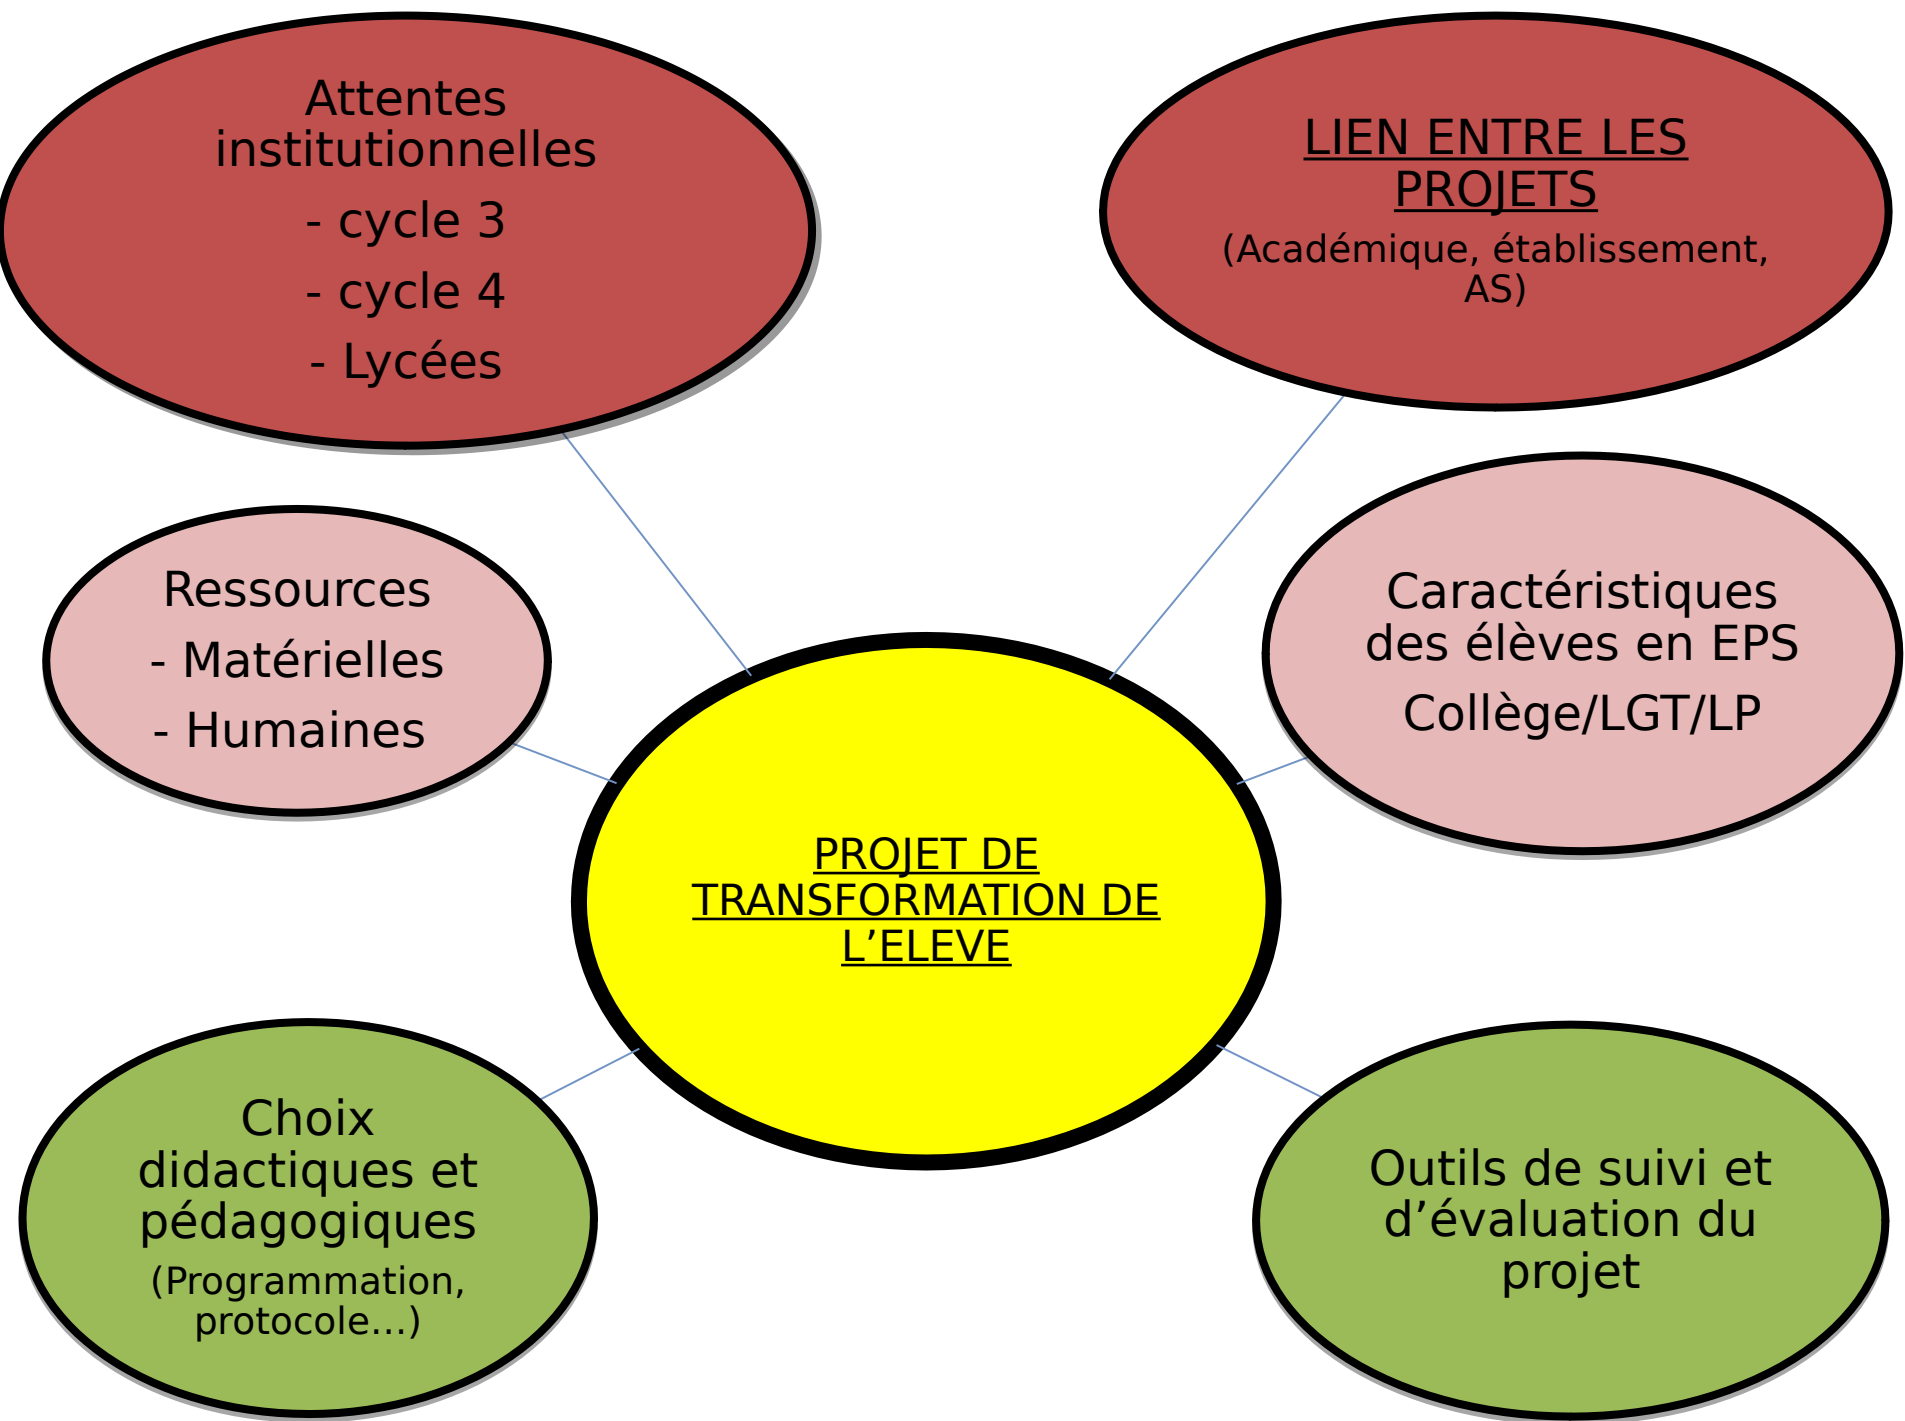 Attentes
institutionnelles
- cycle 3
- cycle 4
- Lycées
LIEN ENTRE LES
PROJETS
(Académique, établissement,
AS)
Ressources
- Matérielles
- Humaines
Caractéristiques
des élèves en EPS
Collège/LGT/LP
PROJET DE
TRANSFORMATION DE
L’ELEVE
Choix
didactiques et
pédagogiques
(Programmation,
protocole…)
Outils de suivi et
d’évaluation du
projet